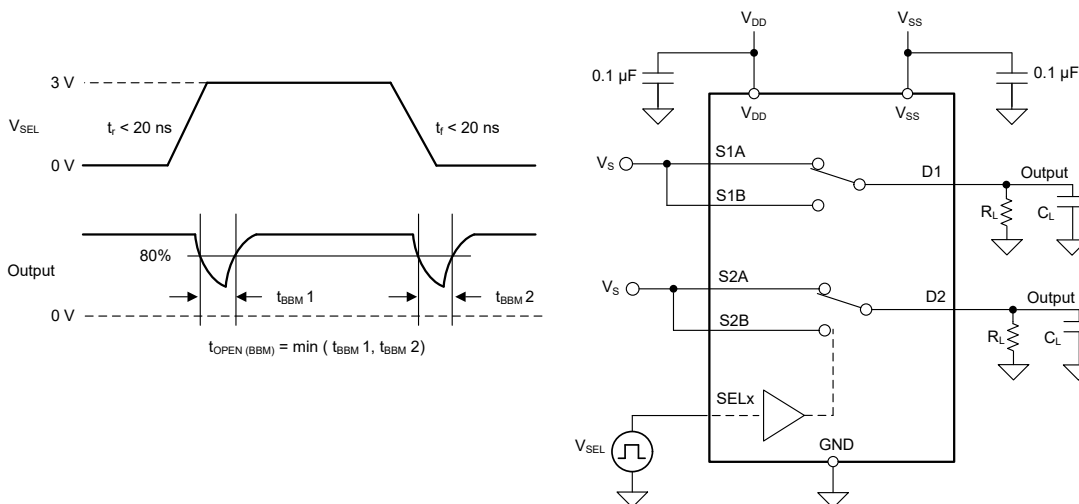 3 V
V_SEL
t_r < 20 ns
t_f < 20 ns
0 V
80%
Output
t_BBM 1
t_BBM 2
0 V
t_OPEN (BBM) = min ( t_BBM 1, t_BBM 2)
V_DD
V_SS
0.1 µF
0.1 µF
V_DD
V_SS
V_S
S1A
D1
Output
S1B
R_L
C_L
V_S
S2A
D2
Output
S2B
R_L
C_L
SELx
V_SEL
GND